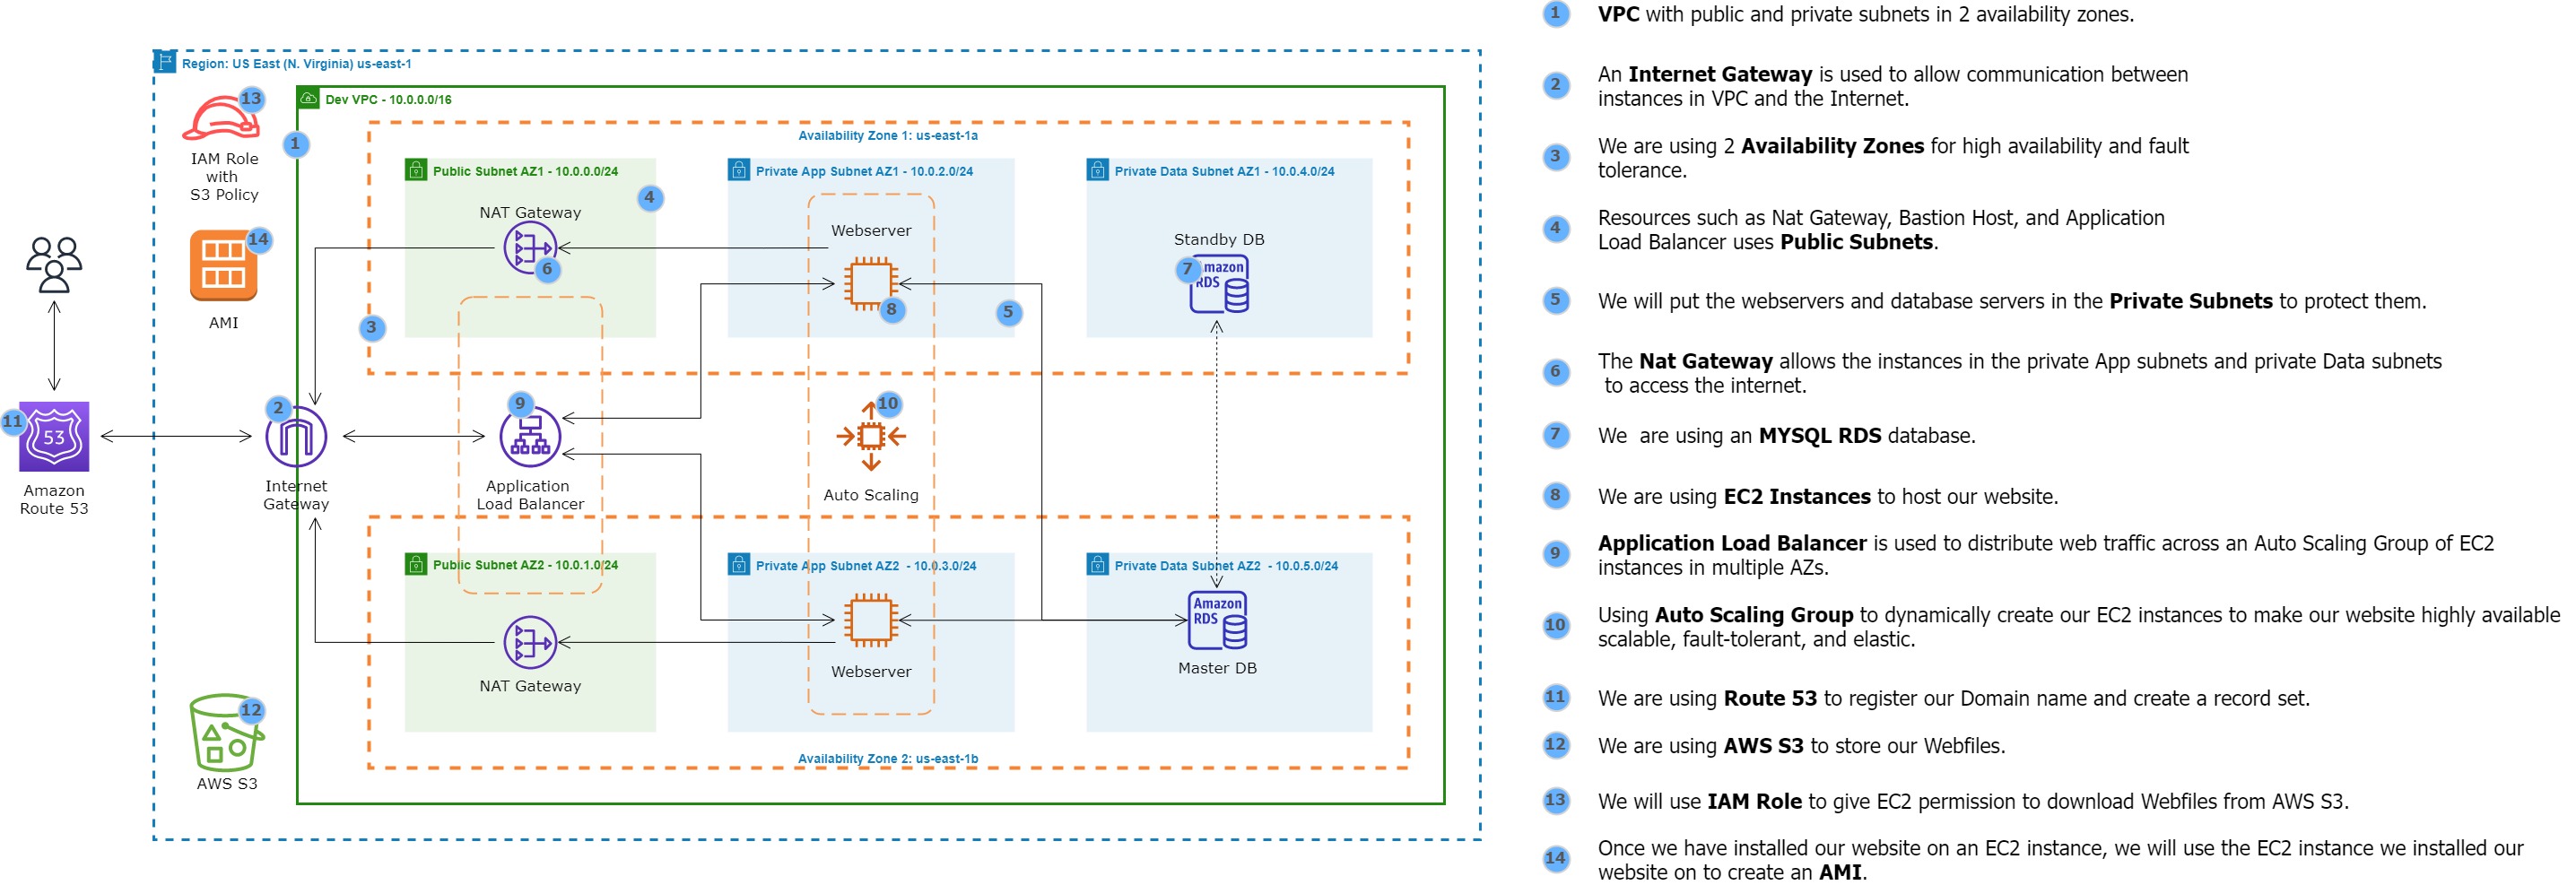 Region: US East (N. Virginia) us-east-1
13
IAM Role
with
S3 Policy
14
AMI
11
53
Amazon
Route 53
12
AWS S3
Dev VPC - 10.0.0.0/16
1
2
Internet
Gateway
3
Availability Zone 1: us-east-1a
Public Subnet AZ1 - 10.0.0.0/24
4
NAT Gateway
6
Private App Subnet AZ1 - 10.0.2.0/24
Webserver
8
5
Private Data Subnet AZ1 - 10.0.4.0/24
Standby DB
7
Amazon
RDS
9
Application
Load Balancer
10
Auto Scaling
Public Subnet AZ2 - 10.0.1.0/24
NAT Gateway
Private App Subnet AZ2 - 10.0.3.0/24
Webserver
Private Data Subnet AZ2 - 10.0.5.0/24
Amazon
RDS
Master DB
Availability Zone 2: us-east-1b
1 VPC with public and private subnets in 2 availability zones.
2 An Internet Gateway is used to allow communication between
instances in VPC and the Internet.
3 We are using 2 Availability Zones for high availability and fault
tolerance.
4 Resources such as Nat Gateway, Bastion Host, and Application
Load Balancer uses Public Subnets.
5 We will put the webservers and database servers in the Private Subnets to protect them.
6 The Nat Gateway allows the instances in the private App subnets and private Data subnets
to access the internet.
7 We are using an MYSQL RDS database.
8 We are using EC2 Instances to host our website.
9 Application Load Balancer is used to distribute web traffic across an Auto Scaling Group of EC2
instances in multiple AZs.
10 Using Auto Scaling Group to dynamically create our EC2 instances to make our website highly available
scalable, fault-tolerant, and elastic.
11 We are using Route 53 to register our Domain name and create a record set.
12 We are using AWS S3 to store our Webfiles.
13 We will use IAM Role to give EC2 permission to download Webfiles from AWS S3.
14 Once we have installed our website on an EC2 instance, we will use the EC2 instance we installed our
website on to create an AMI.